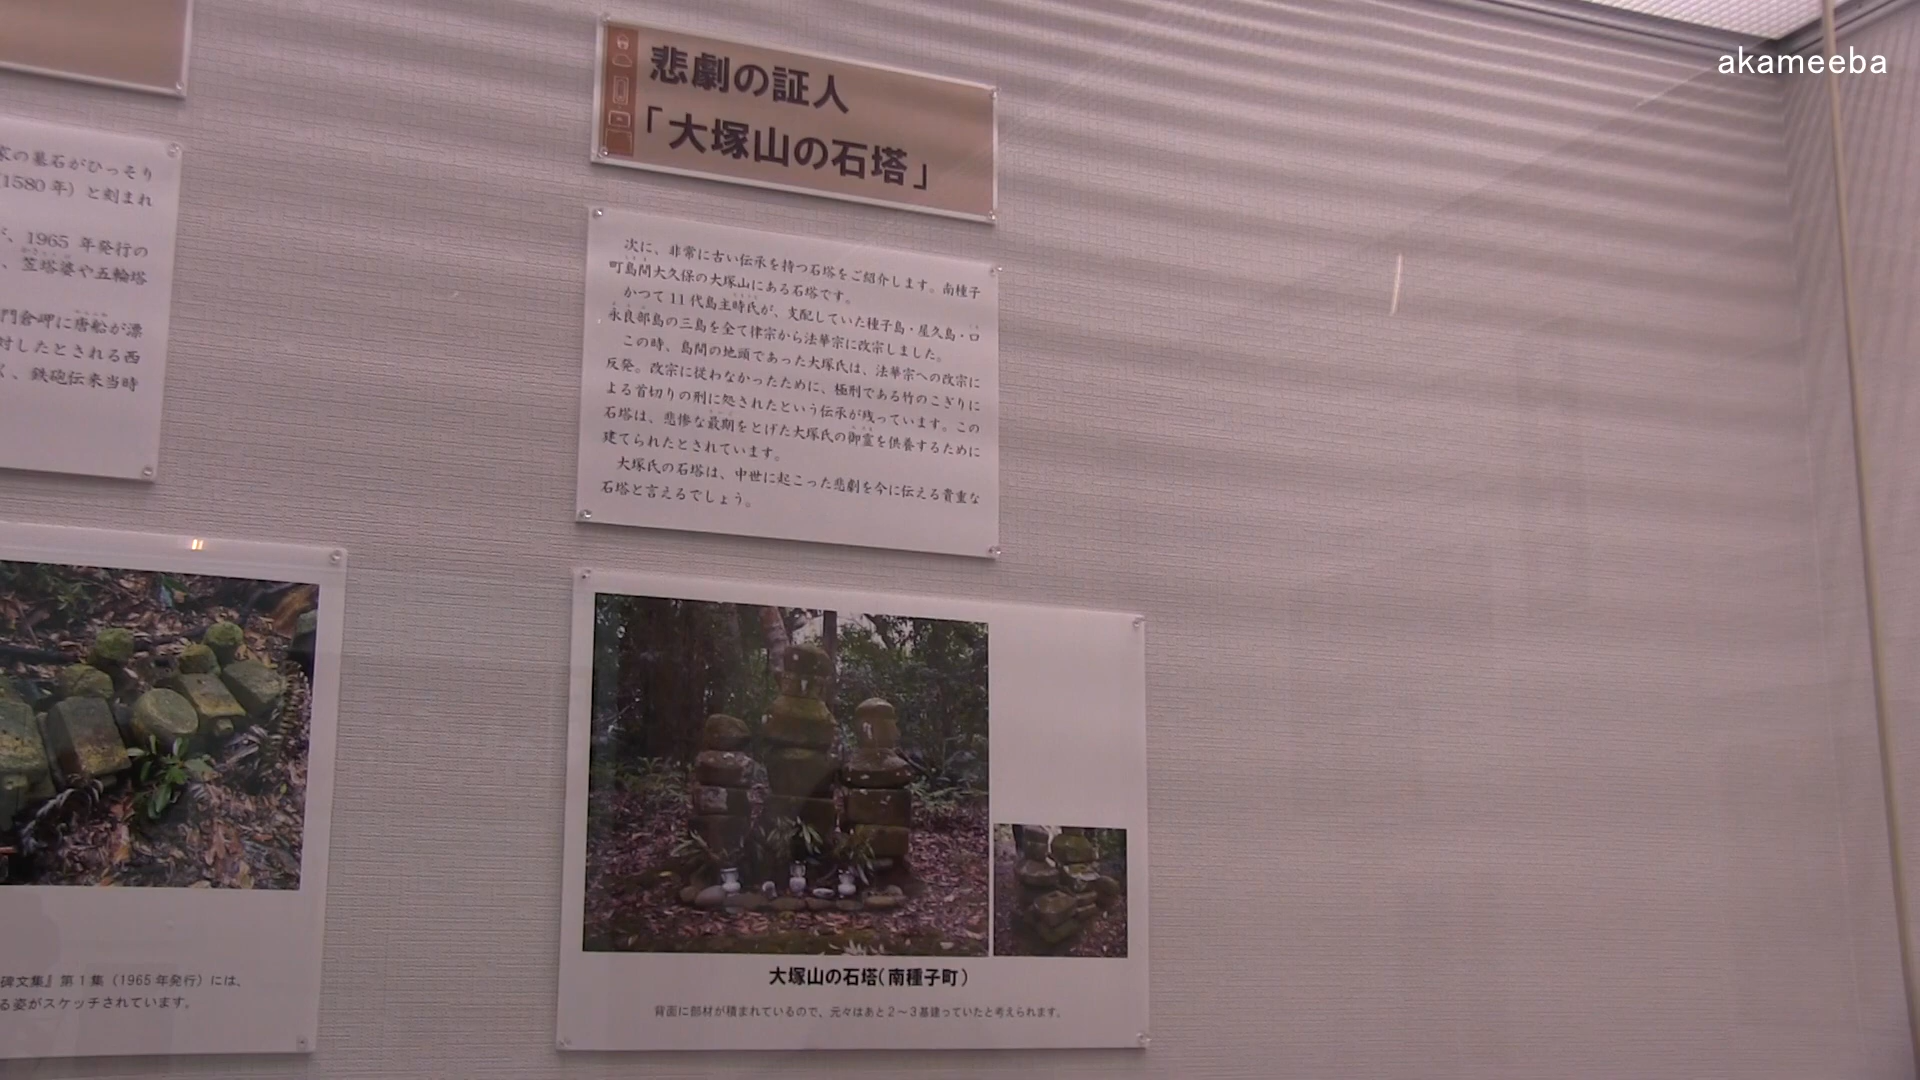 akameeba
悲劇の証人
「大塚山の石塔」
家の墓石がひっそり
(1580年)と刻まれ
が、1965年発行の
、笠塔婆や五輪塔
門倉岬に唐船が漂
対したとされる西
く、鉄砲伝来当時
次に、非常に古い伝承を持つ石塔をご紹介します。南種子
町島間大久保の大塚山にある石塔です。
かつて11代島主時氏が、支配していた種子島・屋久島・口
永良部島の三島を全て律宗から法華宗に改宗しました。
この時、島間の地頭であった大塚氏は、法華宗への改宗に
反発。改宗に従わなかったために、極刑である竹のこぎりに
よる首切りの刑に処されたという伝承が残っています。この
石塔は、悲惨な最期をとげた大塚氏の御霊を供養するために
建てられたとされています。
大塚氏の石塔は、中世に起こった悲劇を今に伝える貴重な
石塔と言えるでしょう。
碑文集』第1集(1965年発行)には、
る姿がスケッチされています。
大塚山の石塔(南種子町)
背面に部材が積まれているので、元々はあと2～3基建っていたと考えられます。